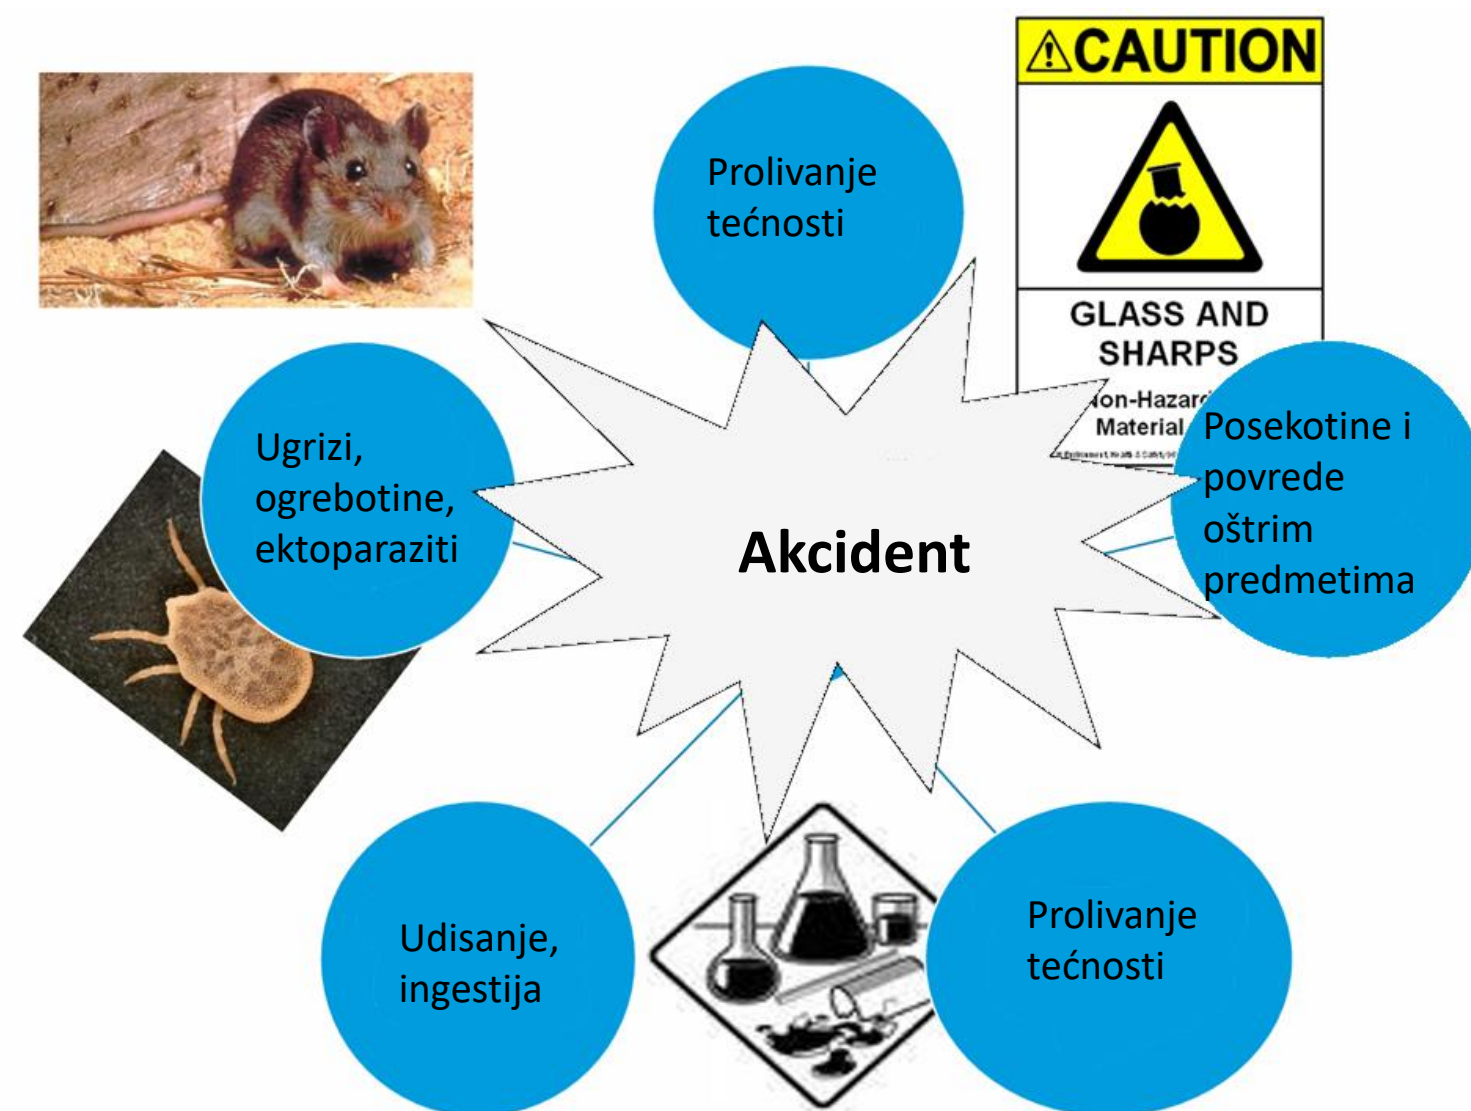 CAUTION
Prolivanje
tećnosti
GLASS AND
SHARPS
Material
Ugrizi,
ogrebotine,
ektoparaziti
Posekotine i
povrede
oštrim
predmetima
Akcident
Udisanje,
ingestija
Prolivanje
tećnosti